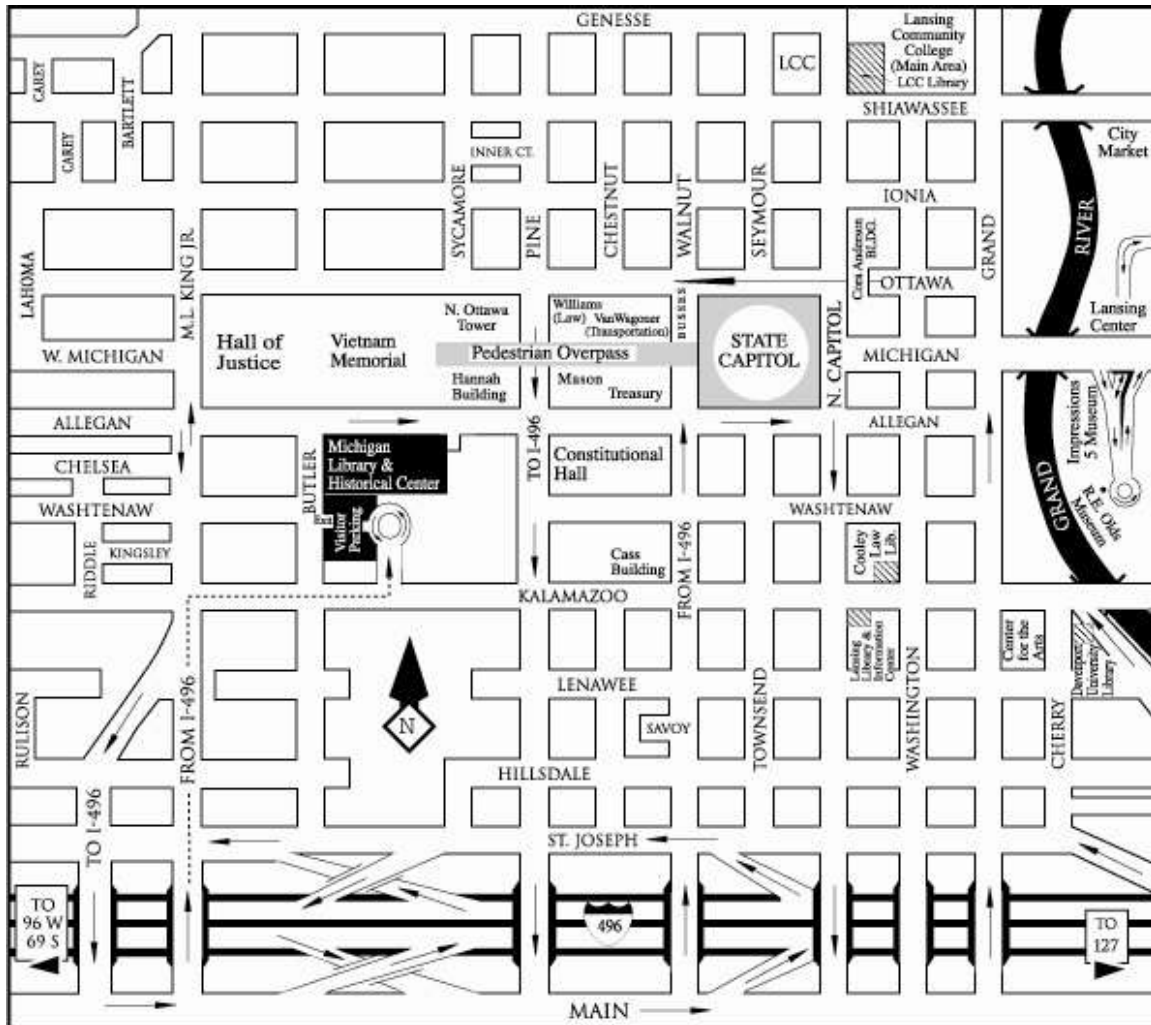 GENESSE
LCC
Lansing
Community
College
(Main Area)
LCC Library
SHIAWASSEE
CAREY
CAREY
BARTLETT
INNER CT.
City
Market
IONIA
SYCAMORE
PINE
CHESTNUT
WALNUT
SEYMOUR
GRAND
RIVER
LAHOMA
M.L. KING JR.
Cora Anderson
BLDG.
OTTAWA
Lansing
Center
N. Ottawa
Tower
Williams
(Law)
VanWagoner
(Transportation)
BUSSES
STATE
CAPITOL
N. CAPITOL
W. MICHIGAN
Hall of
Justice
Vietnam
Memorial
Pedestrian Overpass
MICHIGAN
Hannah
Building
Mason
Treasury
ALLEGAN
ALLEGAN
CHELSEA
WASHTENAW
BUTLER
Michigan
Library &
Historical Center
TO I-496
Constitutional
Hall
Impressions
5 Museum
R.E. Olds
Museum
GRAND
WASHTENAW
Exit
Visitor
Parking
RIDDLE
KINGSLEY
Cass
Building
FROM I-496
Cooley
Law
Lib.
KALAMAZOO
Lansing
Library &
Information
Center
Center
for the
Arts
Davenport
University
Library
RULISON
FROM I-496
N
LENAWEE
SAVOY
TOWNSEND
WASHINGTON
CHERRY
HILLSDALE
TO I-496
ST. JOSEPH
TO
96 W
69 S
496
TO
127
MAIN